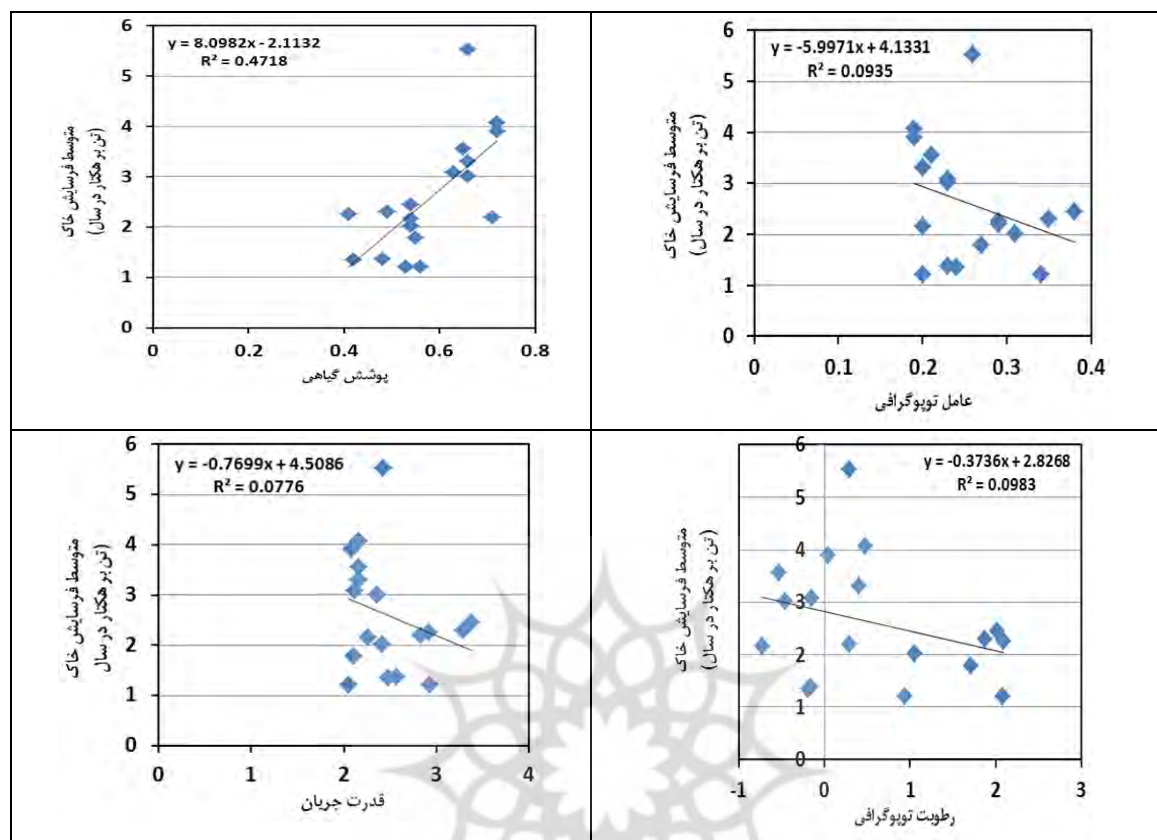 y = 8.0982x - 2.1132
R² = 0.4718
6
5
4
3
2
1
0
0
0.2
0.4
0.6
0.8
متوسط فرسایش خاک
(تن بر هکتار در سال)
پوشش گیاهی
y = -5.9971x + 4.1331
R² = 0.0935
6
5
4
3
2
1
0
0
0.1
0.2
0.3
0.4
متوسط فرسایش خاک
(تن بر هکتار در سال)
عامل توپوگرافی
y = -0.7699x + 4.5086
R² = 0.0776
6
5
4
3
2
1
0
0
1
2
3
4
متوسط فرسایش خاک
(تن بر هکتار در سال
قدرت جریان
y = -0.3736x + 2.8268
R² = 0.0983
6
5
4
3
2
1
0
-1
0
1
2
3
متوسط فرسایش خاک
(تن بر هکتار در سال)
رطوبت توپوگرافی